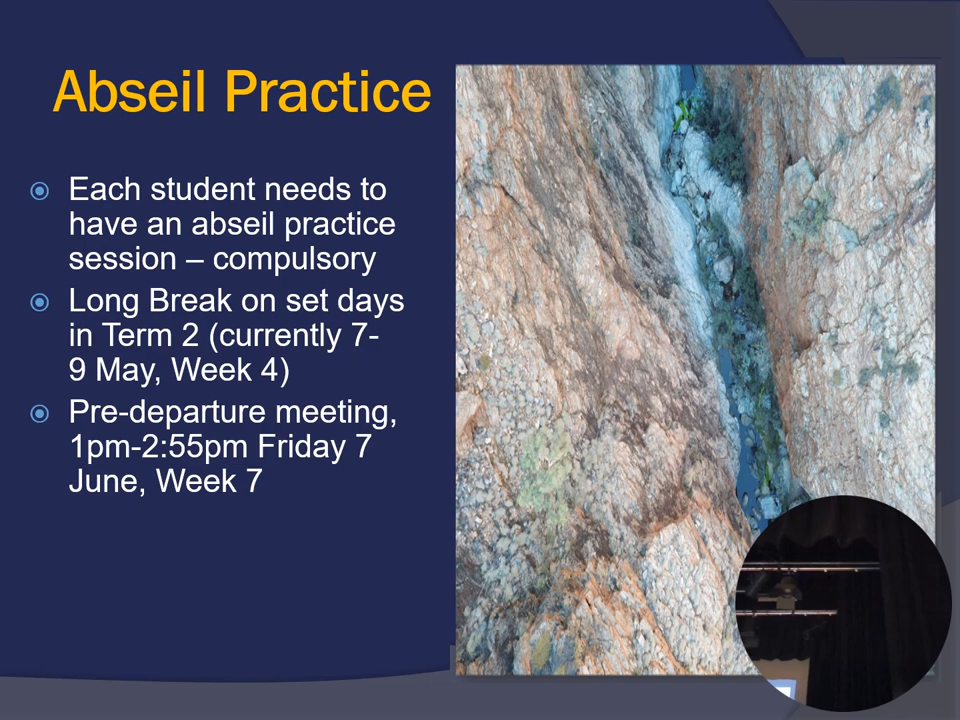 Abseil Practice
Each student needs to
have an abseil practice
session – compulsory
Long Break on set days
in Term 2 (currently 7-
9 May, Week 4)
Pre-departure meeting,
1pm-2:55pm Friday 7
June, Week 7